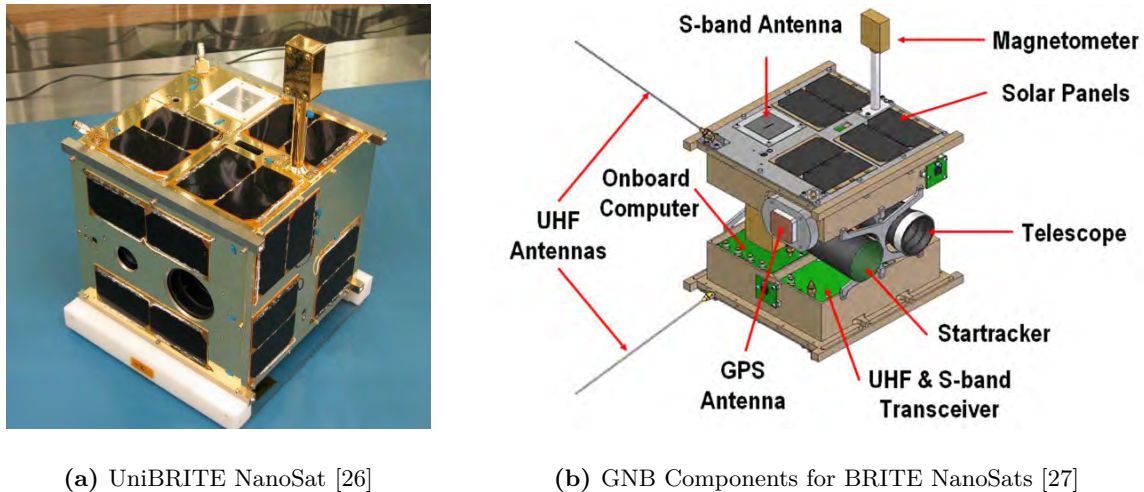 S-band Antenna
Magnetometer
Solar Panels
Onboard
Computer
UHF
Antennas
Telescope
Startracker
GPS
Antenna
UHF & S-band
Transceiver
(a) UniBRITE NanoSat [26]
(b) GNB Components for BRITE NanoSats [27]